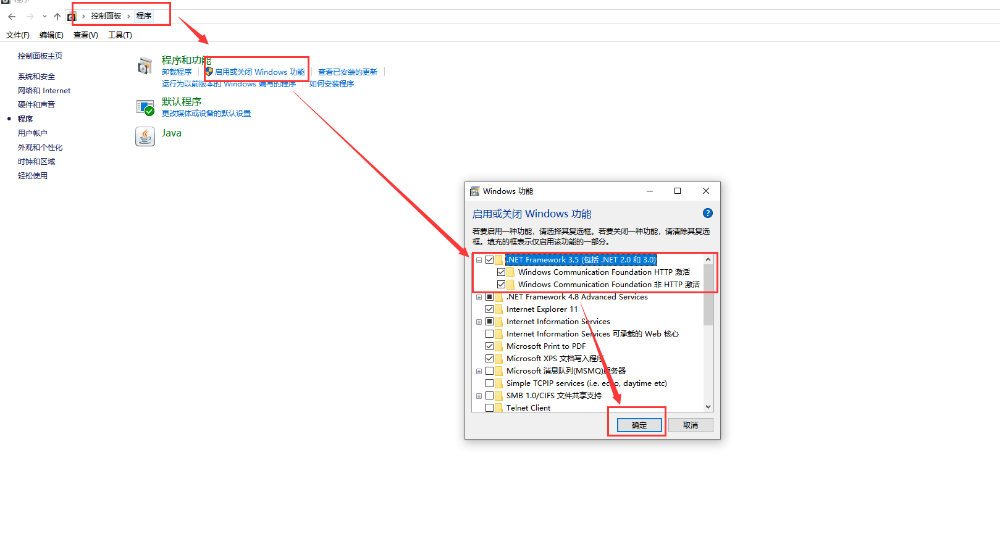 程序
控制面板 › 程序
文件(F) 编辑(E) 查看(V) 工具(T)
控制面板主页
系统和安全
网络和 Internet
硬件和声音
程序
用户帐户
外观和个性化
时钟和区域
轻松使用
程序和功能
卸载程序 启用或关闭 Windows 功能 查看已安装的更新
运行为以前版本的 Windows 编写的程序 如何安装程序
默认程序
更改媒体或设备的默认设置
Java
Windows 功能
启用或关闭 Windows 功能
若要启用一种功能，请选择其复选框。若要关闭一种功能，请清除其复选
框。填充的框表示仅启用该功能的一部分。
.NET Framework 3.5 (包括 .NET 2.0 和 3.0)
Windows Communication Foundation HTTP 激活
Windows Communication Foundation 非 HTTP 激活
.NET Framework 4.8 Advanced Services
Internet Explorer 11
Internet Information Services
Internet Information Services 可承载的 Web 核心
Microsoft Print to PDF
Microsoft XPS 文档写入程序
Microsoft 消息队列(MSMQ)服务器
Simple TCPIP services (i.e. echo, daytime etc)
SMB 1.0/CIFS 文件共享支持
Telnet Client
确定 取消